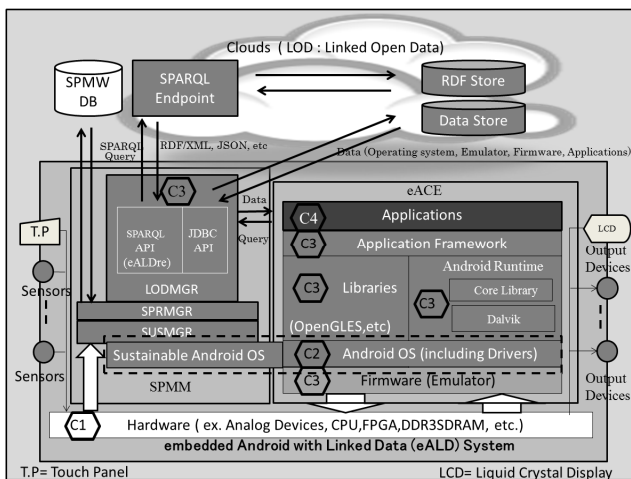 Clouds ( LOD : Linked Open Data)
SPMW
DB
SPARQL
Endpoint
RDF Store
Data Store
SPARQL
Query
RDF/XML, JSON, etc
Data (Operating system, Emulator, Firmware, Applications)
eACE
C3
Data
Query
SPARQL
API
(eALDre)
JDBC
API
LODMGR
SPRMGR
SUSMGR
Sustainable Android OS
SPMM
C4
Applications
C3
Application Framework
C3
Libraries
(OpenGLES,etc)
Android Runtime
C3
Core Library
Dalvik
C2
Android OS (including Drivers)
C3
Firmware (Emulator)
T.P
Sensors
Sensors
LCD
Output
Devices
Output
Devices
C1
Hardware ( ex. Analog Devices, CPU,FPGA,DDR3SDRAM, etc.)
embedded Android with Linked Data (eALD) System
T.P= Touch Panel
LCD= Liquid Crystal Display